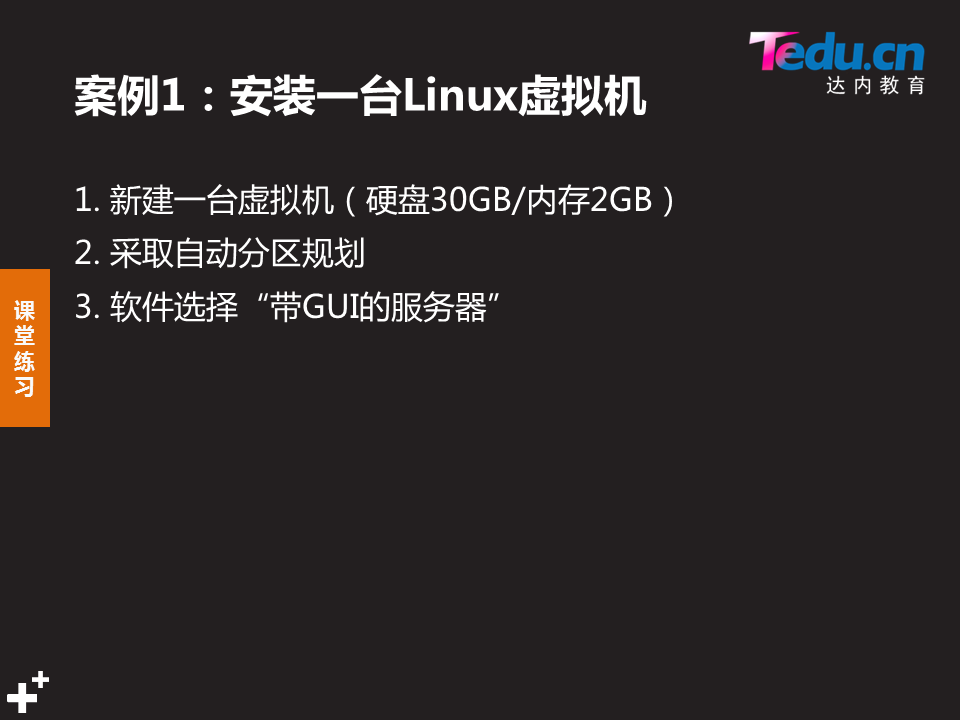 Tedu.cn
达内教育
案例1：安装一台Linux虚拟机
1. 新建一台虚拟机（硬盘30GB/内存2GB）
2. 采取自动分区规划
3. 软件选择“带GUI的服务器”
课堂练习